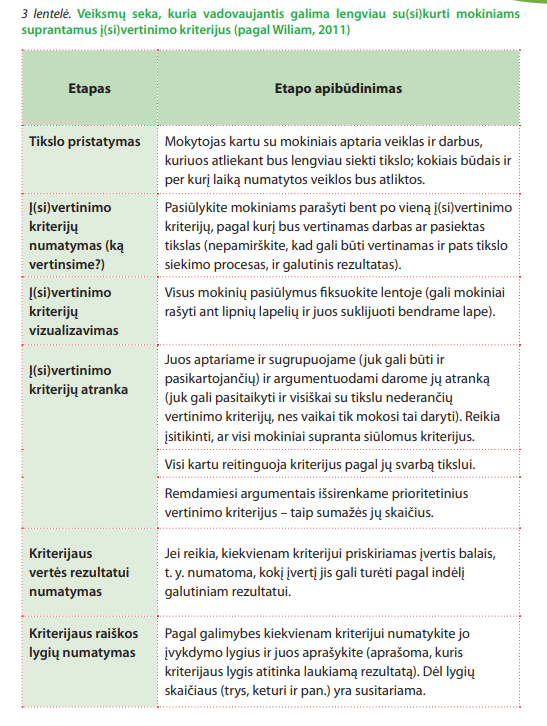 3 lentelė. Veiksmų seka, kuria vadovaujantis galima lengviau su(si)kurti mokiniams
suprantamus į(si)vertinimo kriterijus (pagal Wiliam, 2011)
Etapas
Etapo apibūdinimas
Tikslo pristatymas
Mokytojas kartu su mokiniais aptaria veiklas ir darbus,
kuriuos atliekant bus lengviau siekti tikslo; kokiais būdais ir
per kurį laiką numatytos veiklos bus atliktos.
Į(si)vertinimo
kriterijų
numatymas (ką
vertinsime?)
Pasiūlykite mokiniams parašyti bent po vieną į(si)vertinimo
kriterijų, pagal kurį bus vertinamas darbas ar pasiektas
tikslas (nepamirškite, kad gali būti vertinamas ir pats tikslo
siekimo procesas, ir galutinis rezultatas).
Į(si)vertinimo
kriterijų
vizualizavimas
Visus mokinių pasiūlymus fiksuokite lentoje (gali mokiniai
rašyti ant lipnių lapelių ir juos suklijuoti bendrame lape).
Į(si)vertinimo
kriterijų atranka
Juos aptariame ir sugrupuojame (juk gali būti ir
pasikartojančių) ir argumentuodami darome jų atranką
(juk gali pasitaikyti ir visiškai su tikslu nederančių
vertinimo kriterijų, nes vaikai tik mokosi tai daryti). Reikia
įsitikinti, ar visi mokiniai supranta siūlomus kriterijus.
Visi kartu reitinguoja kriterijus pagal jų svarbą tikslui.
Remdamiesi argumentais išsirenkame prioritetinius
vertinimo kriterijus – taip sumažės jų skaičius.
Kriterijaus
vertės rezultatui
numatymas
Jei reikia, kiekvienam kriterijui priskiriamas įvertis balais,
t. y. numatoma, kokį įvertį jis gali turėti pagal indėlį
galutiniam rezultatui.
Kriterijaus raiškos
lygių numatymas
Pagal galimybes kiekvienam kriterijui numatykite jo
įvykdymo lygius ir juos aprašykite (aprašoma, kuris
kriterijaus lygis atitinka laukiamą rezultatą). Dėl lygių
skaičiaus (trys, keturi ir pan.) yra susitariama.